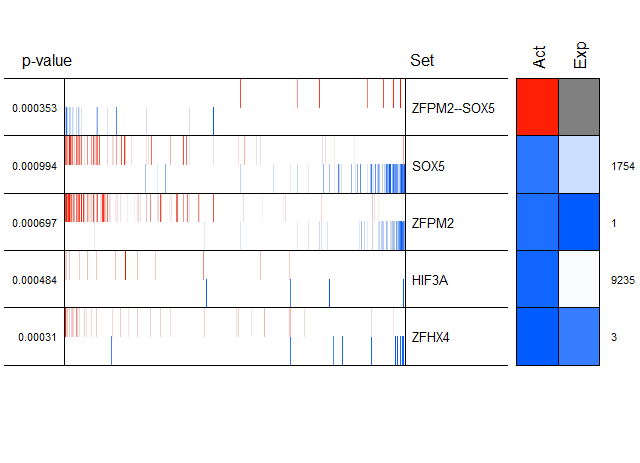 p-value Set Act Exp
0.000353 ZFPM2--SOX5
0.000994 SOX5 1754
0.000697 ZFPM2 1
0.000484 HIF3A 9235
0.00031 ZFHX4 3